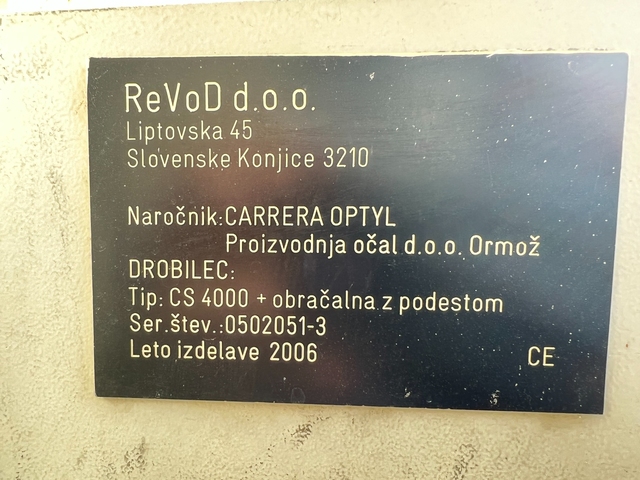 ReVoD d.o.o.
Liptovska 45
Slovenske Konjice 3210
Naročnik:CARRERA OPTYL
Proizvodnja očal d.o.o. Ormož
DROBILEC:
Tip: CS 4000 + obračalna z podestom
Ser.štev.:0502051-3
Leto izdelave 2006
CE